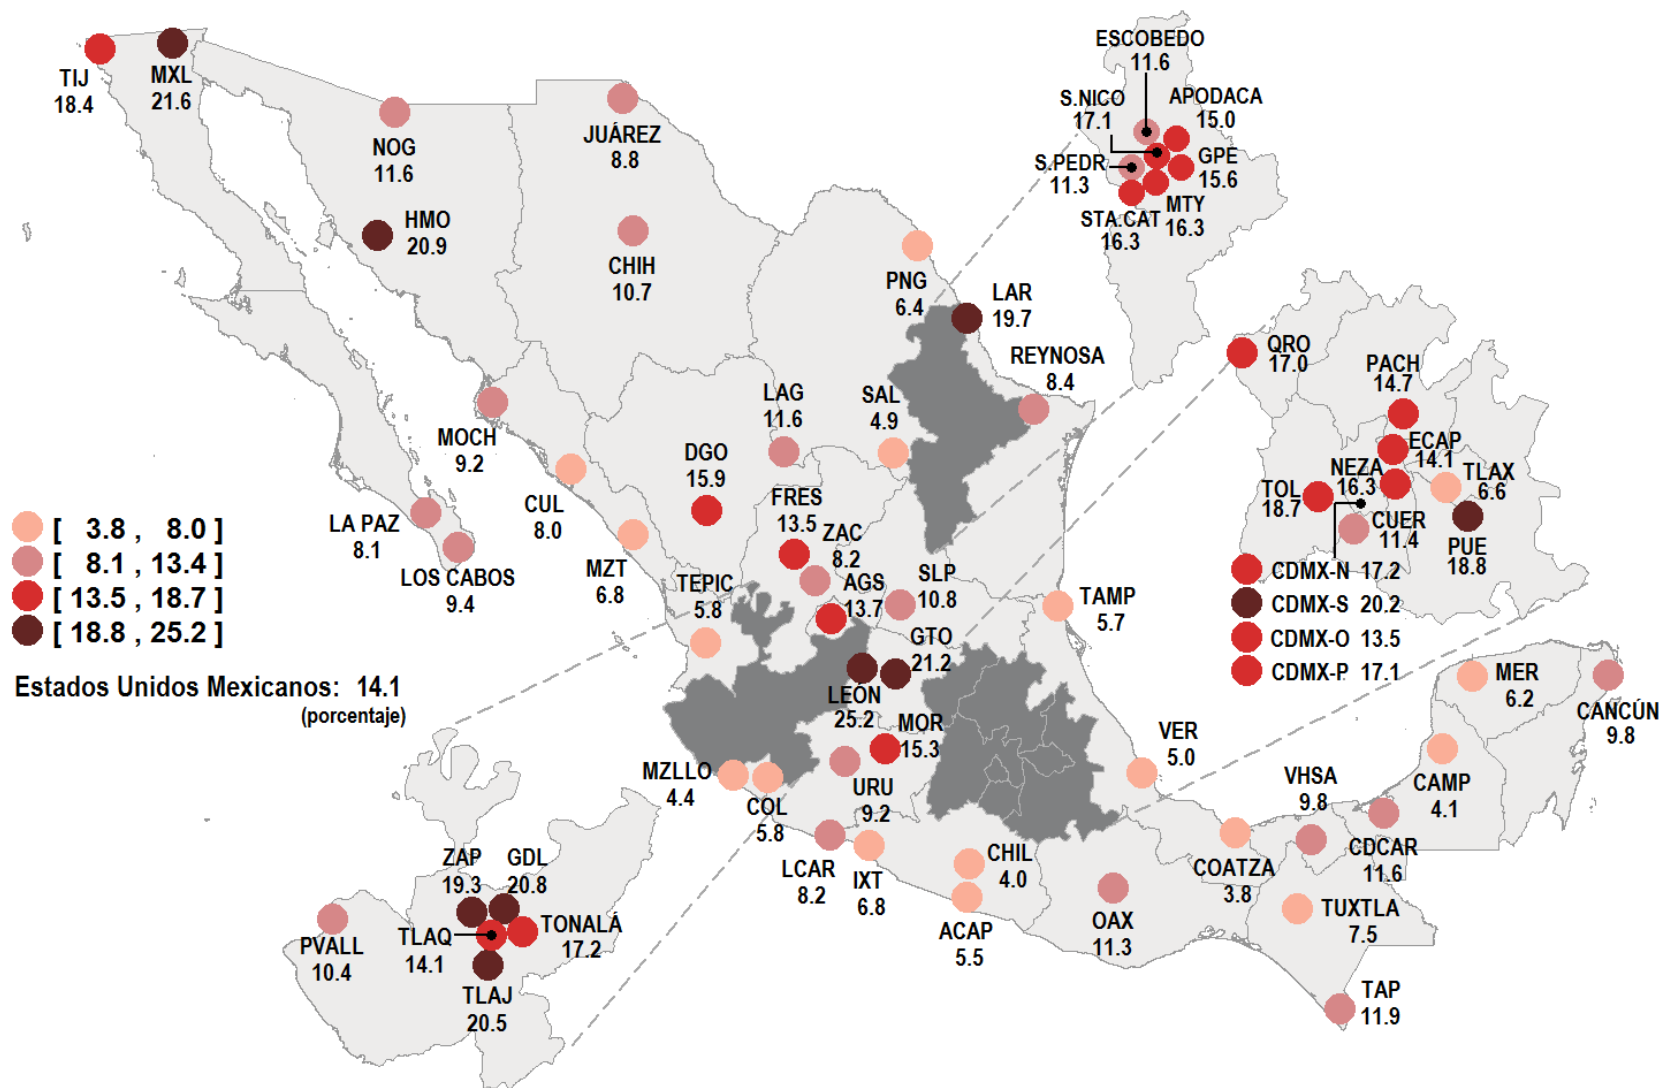 TIJ
18.4
MXL
21.6
NOG
11.6
HMO
20.9
JUÁREZ
8.8
CHIH
10.7
PNG
6.4
LAR
19.7
REYNOSA
8.4
LAG
11.6
SAL
4.9
MOCH
9.2
CUL
8.0
DGO
15.9
MZT
6.8
FRES
13.5
ZAC
8.2
AGS
13.7
SLP
10.8
TEPIC
5.8
GTO
21.2
LEÓN
25.2
MOR
15.3
URU
9.2
TAMP
5.7
LA PAZ
8.1
LOS CABOS
9.4
[ 3.8 , 8.0 ]
[ 8.1 , 13.4 ]
[ 13.5 , 18.7 ]
[ 18.8 , 25.2 ]
Estados Unidos Mexicanos: 14.1
(porcentaje)
ESCOBEDO
11.6
S.NICO
17.1
APODACA
15.0
S.PEDR
11.3
GPE
15.6
MTY
16.3
STA.CAT
16.3
QRO
17.0
PACH
14.7
ECAP
14.1
NEZA
16.3
TLAX
6.6
TOL
18.7
CUER
11.4
PUE
18.8
CDMX-N 17.2
CDMX-S 20.2
CDMX-O 13.5
CDMX-P 17.1
MZLLO
4.4
COL
5.8
LCAR
8.2
IXT
6.8
CHIL
4.0
ACAP
5.5
OAX
11.3
VER
5.0
COATZA
3.8
VHSA
9.8
CDCAR
11.6
CAMP
4.1
MER
6.2
CANCÚN
9.8
TUXTLA
7.5
TAP
11.9
ZAP
19.3
GDL
20.8
TONALÁ
17.2
TLAQ
14.1
TLAJ
20.5
PVALL
10.4